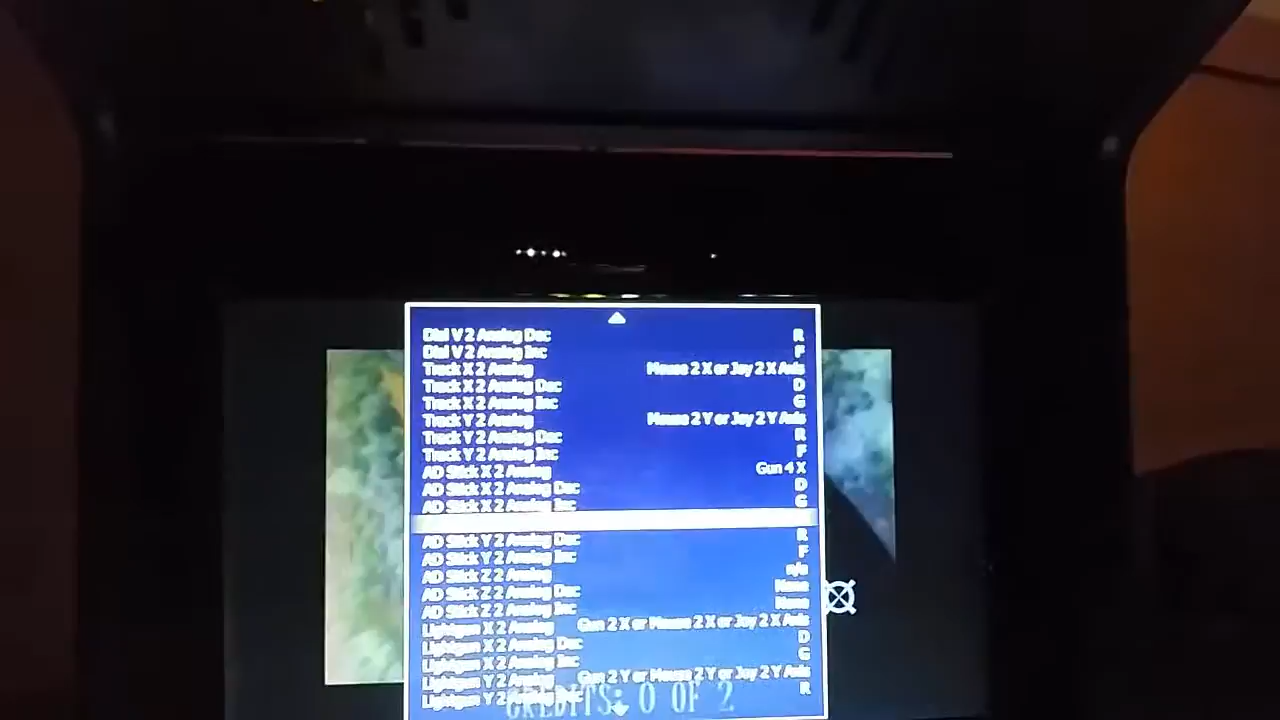 Dial V 2 Analog Dec R
Dial V 2 Analog Inc F
Track X 2 Analog Mouse 2 X or Joy 2 X Axis
Track X 2 Analog Dec D
Track X 2 Analog Inc G
Track Y 2 Analog Mouse 2 Y or Joy 2 Y Axis
Track Y 2 Analog Dec R
Track Y 2 Analog Inc F
AD Stick X 2 Analog Gun 4 X
AD Stick X 2 Analog Dec D
AD Stick X 2 Analog Inc G
AD Stick Y 2 Analog Dec R
AD Stick Y 2 Analog Inc F
AD Stick Z 2 Analog n/a
AD Stick Z 2 Analog Dec None
AD Stick Z 2 Analog Inc None
Lightgun X 2 Analog Gun 2 X or Mouse 2 X or Joy 2 X Axis
Lightgun X 2 Analog Dec D
Lightgun X 2 Analog Inc G
Lightgun Y 2 Analog Gun 2 Y or Mouse 2 Y or Joy 2 Y Axis
Lightgun Y 2 Analog Dec R
CREDITS: 0 OF 2